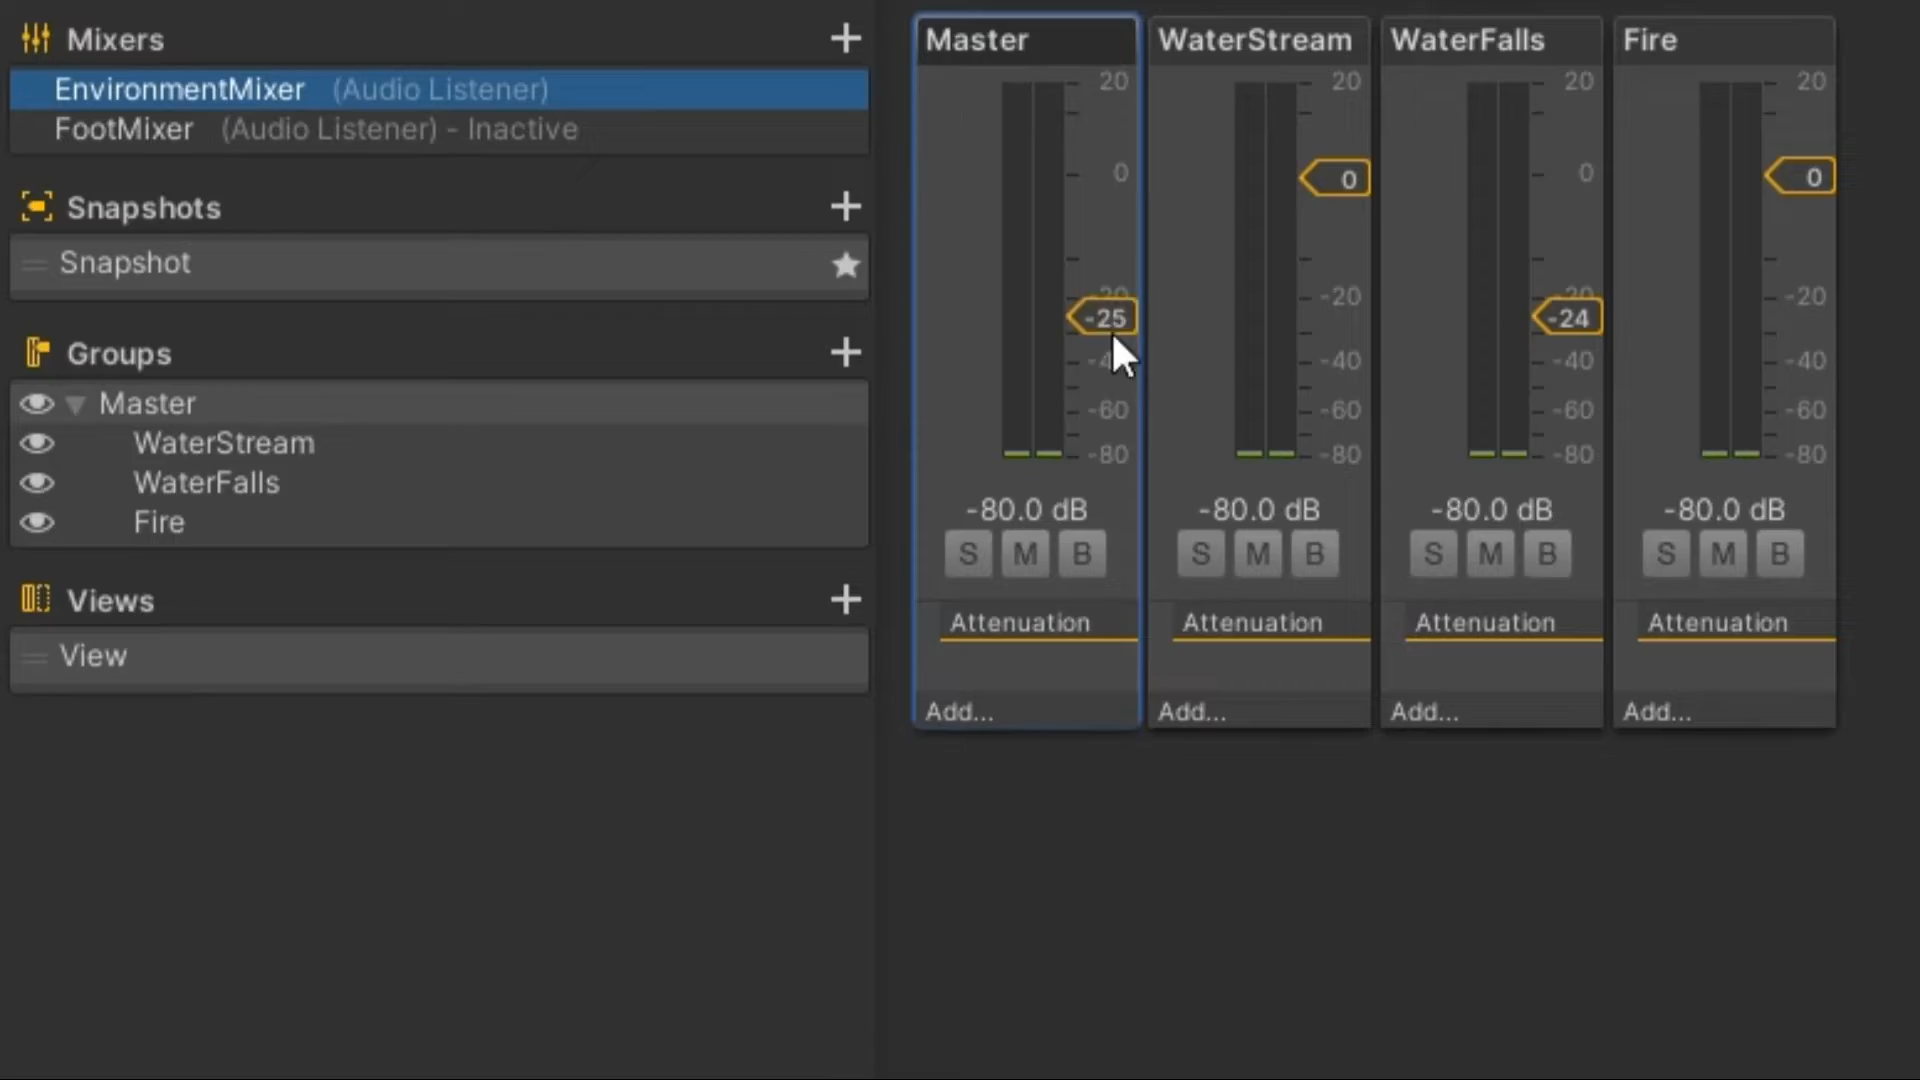 Mixers
EnvironmentMixer (Audio Listener)
FootMixer (Audio Listener) - Inactive
Snapshots
Snapshot
Groups
Master
WaterStream
WaterFalls
Fire
Views
View
Master
20
0
-20
-25
-60
-80
-80.0 dB
S M B
Attenuation
Add...
WaterStream
20
0
-20
-40
-60
-80
-80.0 dB
S M B
Attenuation
Add...
WaterFalls
20
0
-20
-24
-40
-60
-80
-80.0 dB
S M B
Attenuation
Add...
Fire
20
0
-20
-40
-60
-80
-80.0 dB
S M B
Attenuation
Add...